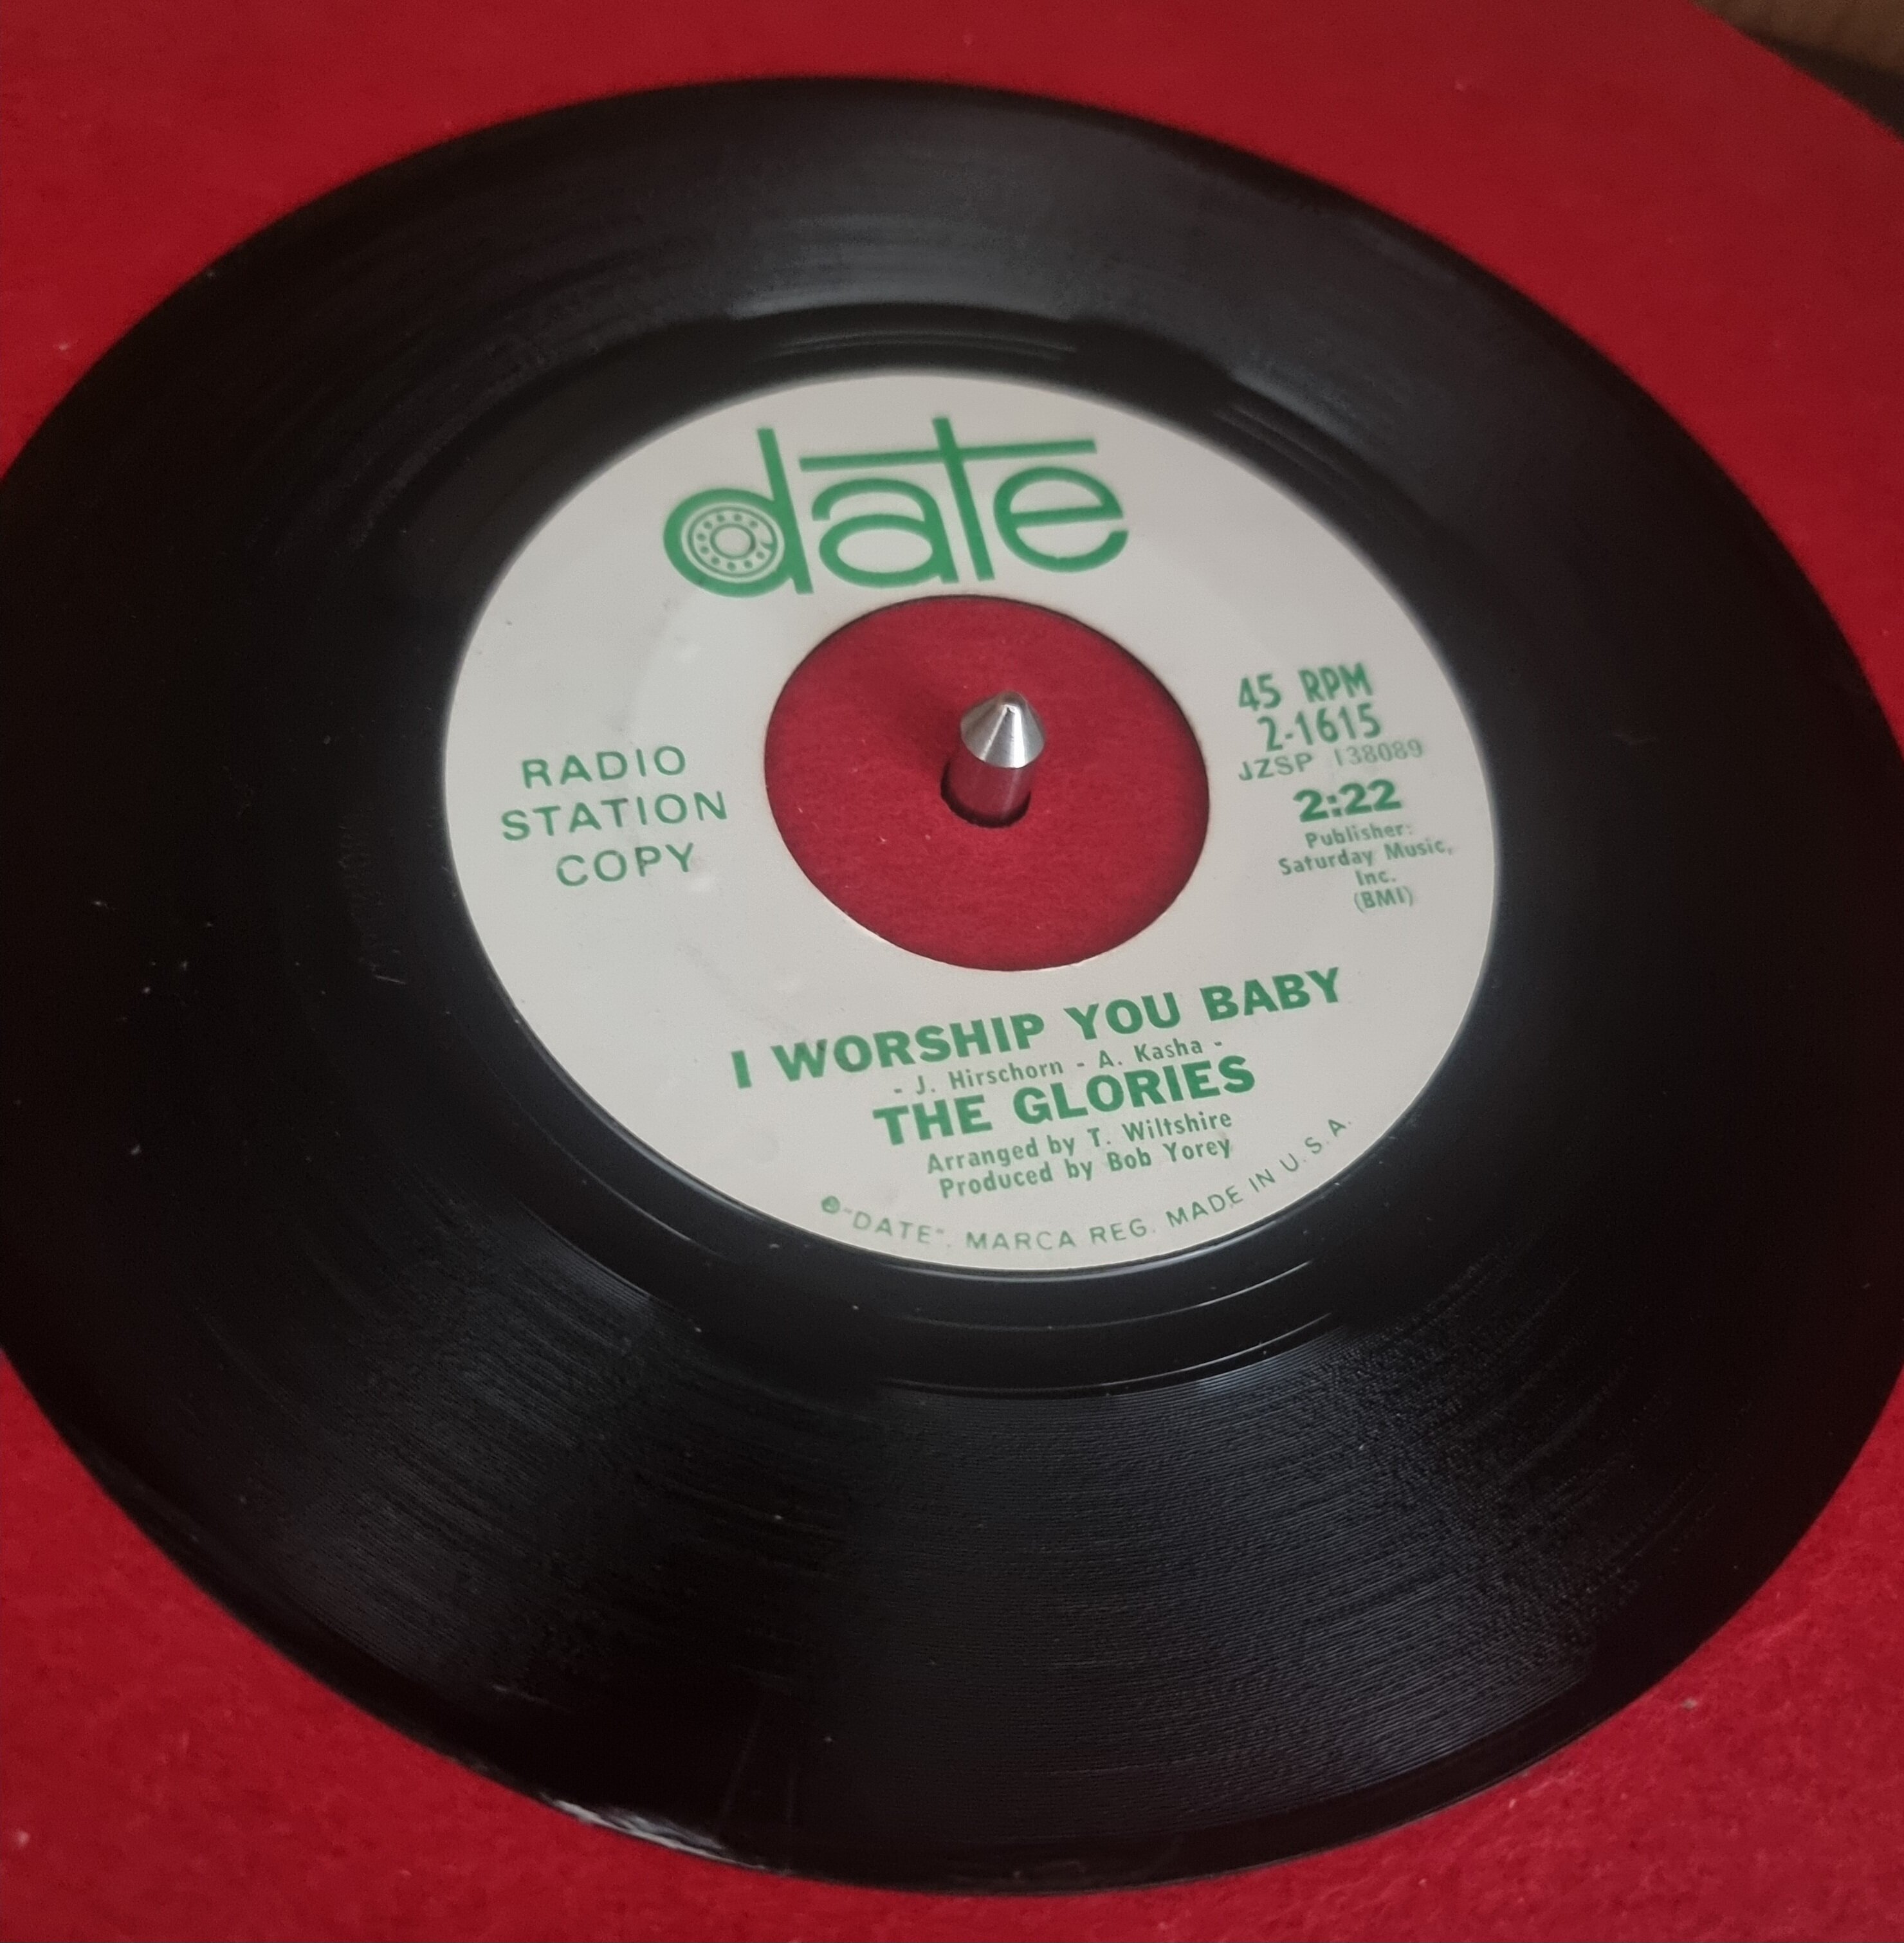 date
RADIO
STATION
COPY
45 RPM
2-1615
JZSP 138089
2:22
Publisher:
Saturday Music,
Inc.
(BMI)
I WORSHIP YOU BABY
- J. Hirschorn - A. Kasha -
THE GLORIES
Arranged by T. Wiltshire
Produced by Bob Yorey
"DATE". MARCA REG. MADE IN U.S.A.